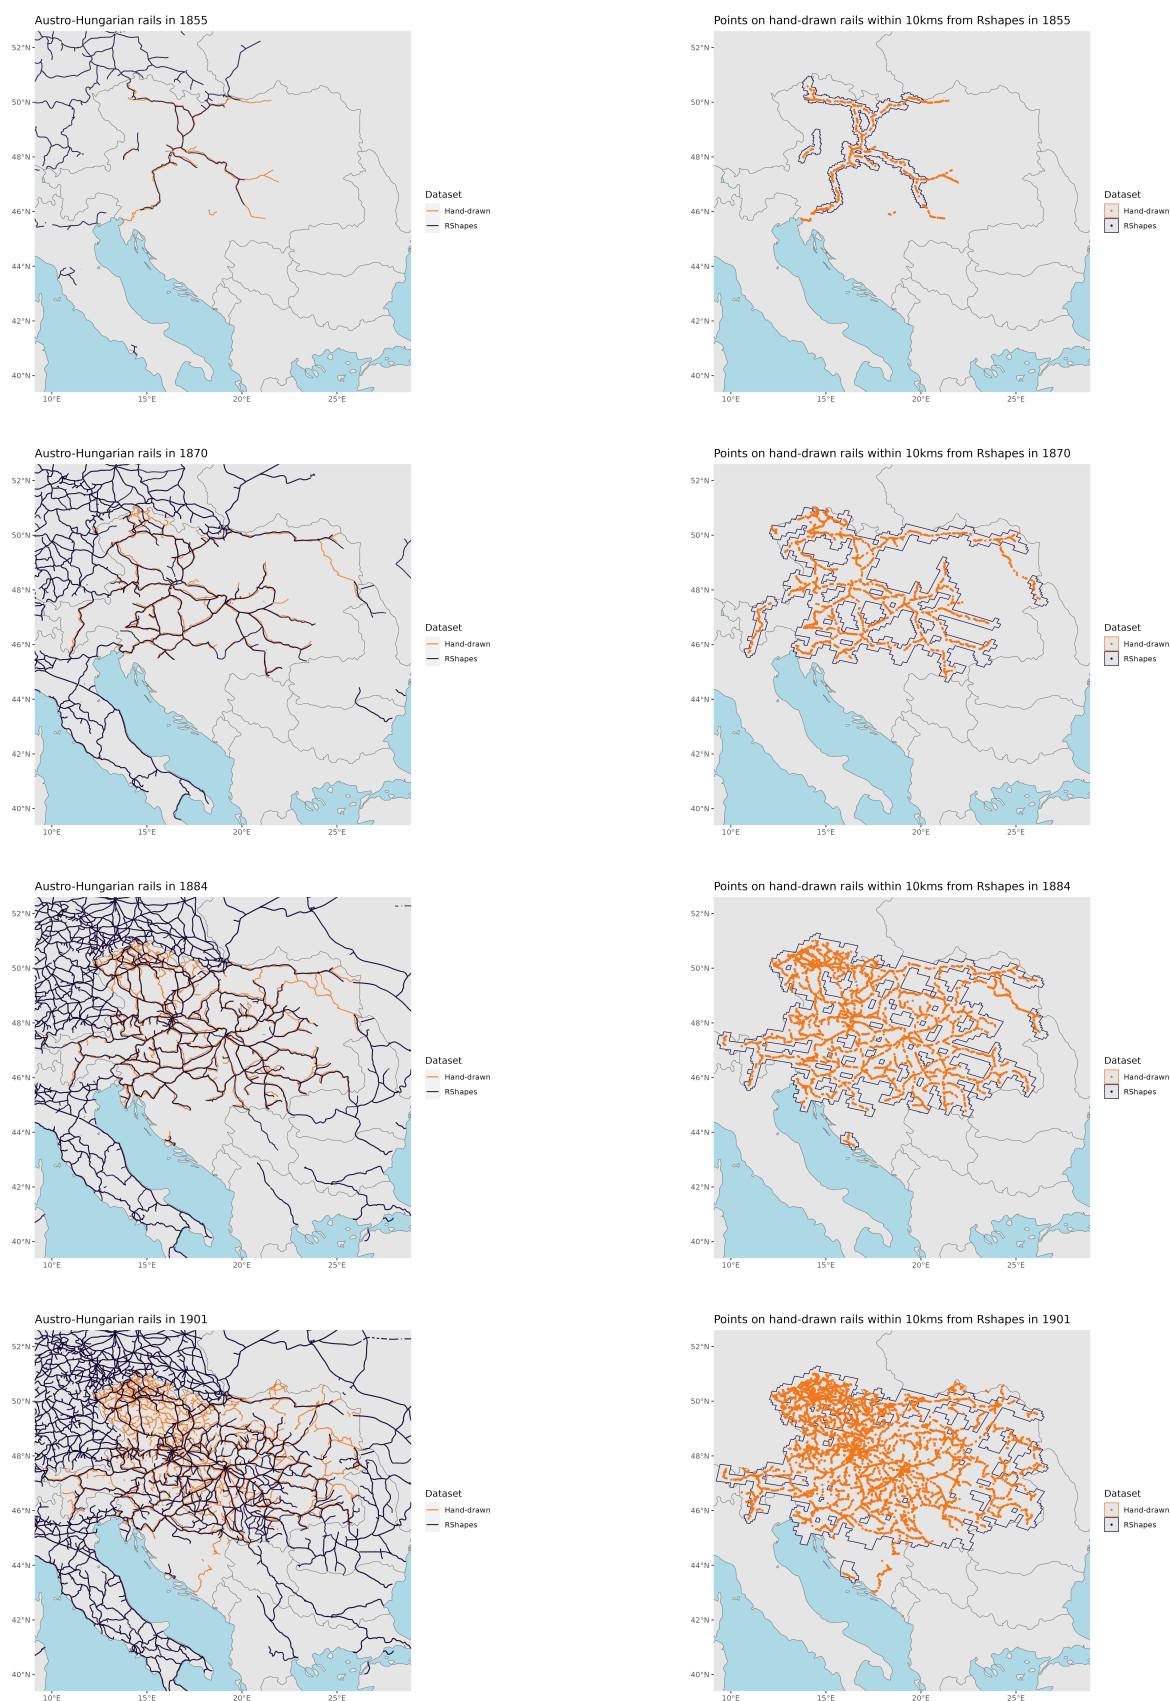 Austro-Hungarian rails in 1855
52°N
50°N
48°N
46°N
44°N
42°N
40°N
10°E 15°E 20°E 25°E
Dataset
Hand-drawn
RShapes
Points on hand-drawn rails within 10kms from Rshapes in 1855
52°N
50°N
48°N
46°N
44°N
42°N
40°N
10°E 15°E 20°E 25°E
Dataset
Hand-drawn
RShapes
Austro-Hungarian rails in 1870
52°N
50°N
48°N
46°N
44°N
42°N
40°N
10°E 15°E 20°E 25°E
Dataset
Hand-drawn
RShapes
Points on hand-drawn rails within 10kms from Rshapes in 1870
52°N
50°N
48°N
46°N
44°N
42°N
40°N
10°E 15°E 20°E 25°E
Dataset
Hand-drawn
RShapes
Austro-Hungarian rails in 1884
52°N
50°N
48°N
46°N
44°N
42°N
40°N
10°E 15°E 20°E 25°E
Dataset
Hand-drawn
RShapes
Points on hand-drawn rails within 10kms from Rshapes in 1884
52°N
50°N
48°N
46°N
44°N
42°N
40°N
10°E 15°E 20°E 25°E
Dataset
Hand-drawn
RShapes
Austro-Hungarian rails in 1901
52°N
50°N
48°N
46°N
44°N
42°N
40°N
10°E 15°E 20°E 25°E
Dataset
Hand-drawn
RShapes
Points on hand-drawn rails within 10kms from Rshapes in 1901
52°N
50°N
48°N
46°N
44°N
42°N
40°N
10°E 15°E 20°E 25°E
Dataset
Hand-drawn
RShapes